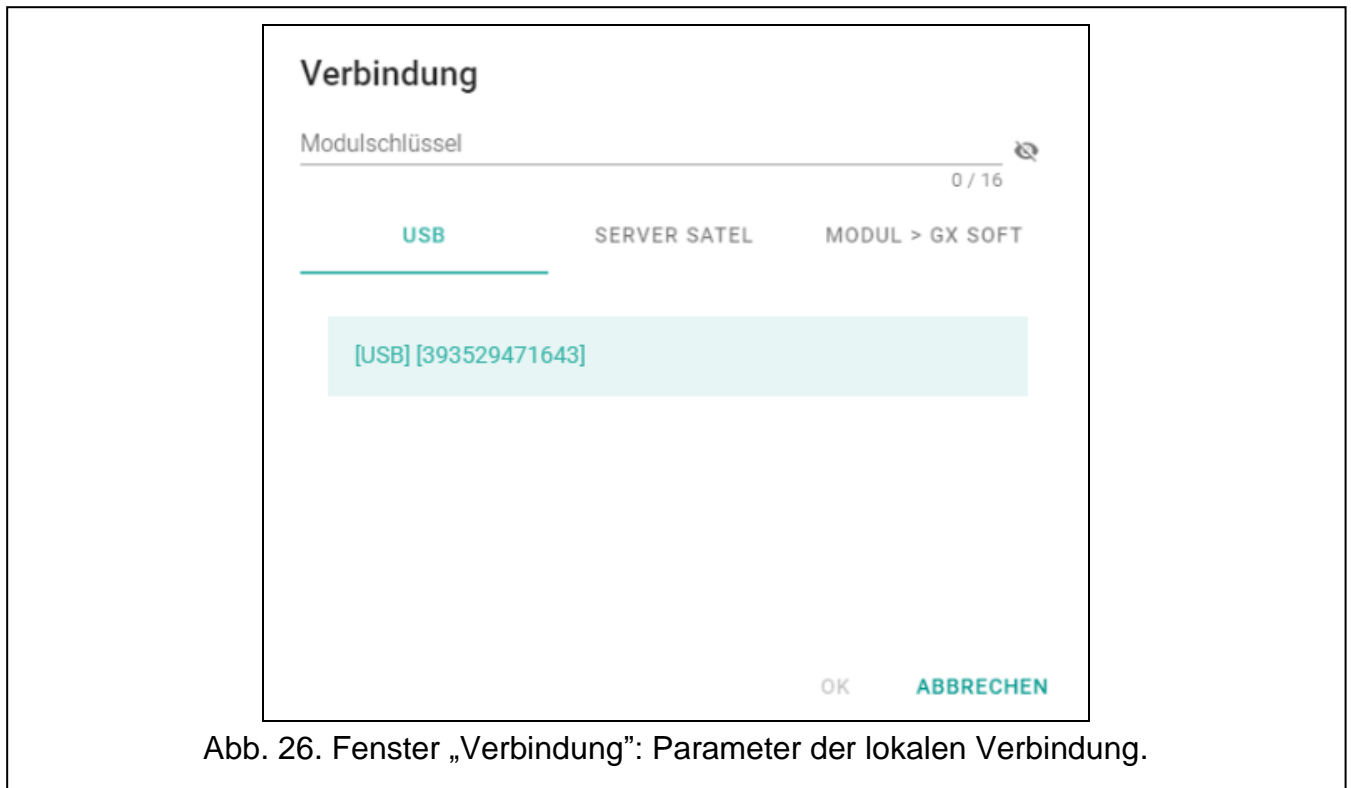 Verbindung
Modulschlüssel
0 / 16
USB SERVER SATEL MODUL > GX SOFT
[USB] [393529471643]
OK ABBRECHEN
Abb. 26. Fenster „Verbindung”: Parameter der lokalen Verbindung.